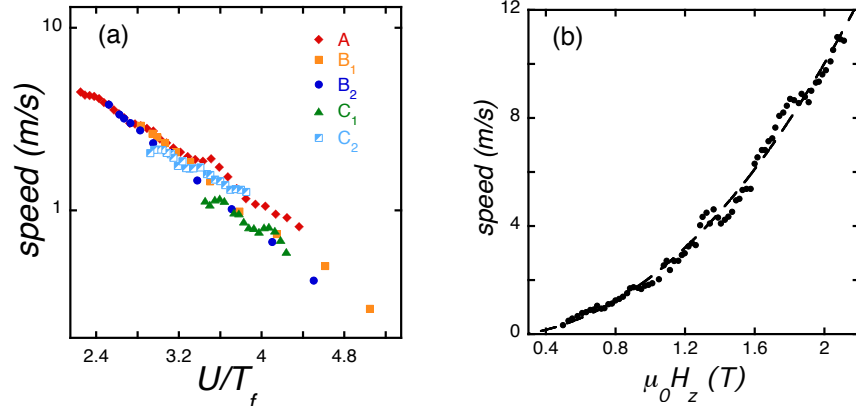 (a)
10
1
speed (m/s)
A
B1
B2
C1
C2
2.4 3.2 4 4.8
U/Tf
(b)
12
8
4
0
speed (m/s)
0.4 0.8 1.2 1.6 2
μ0Hz (T)